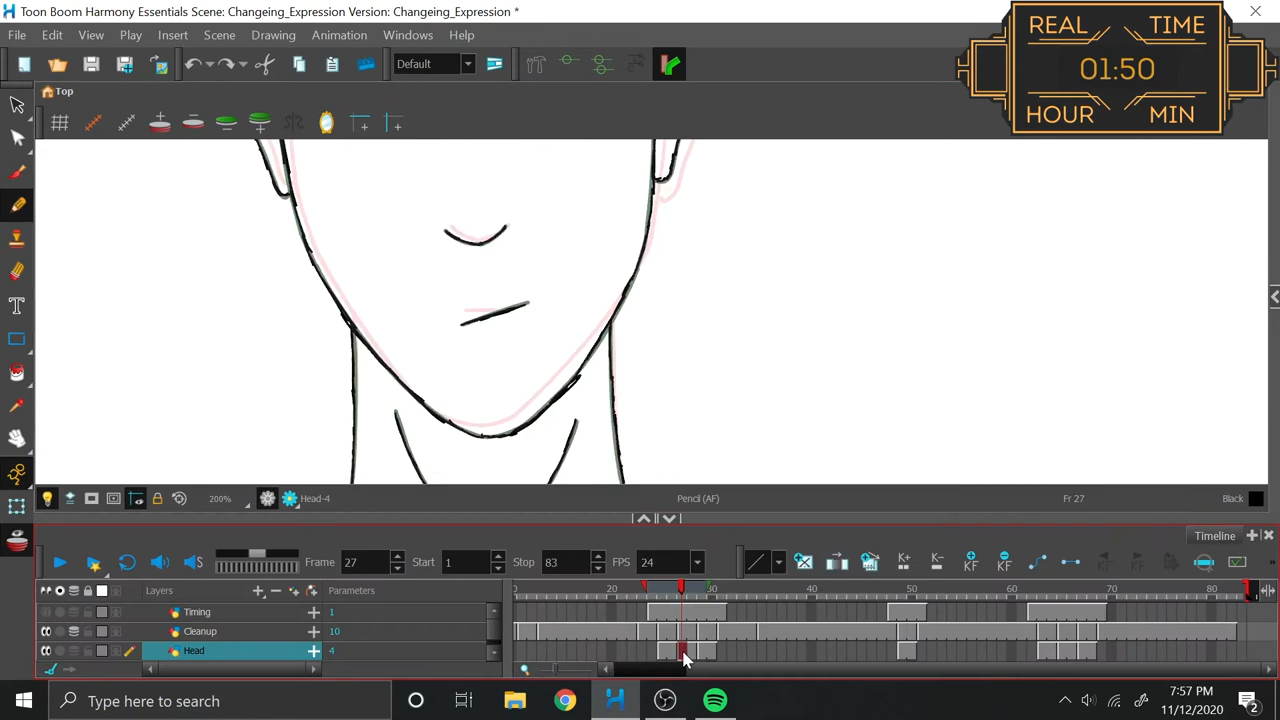 Toon Boom Harmony Essentials Scene: Changeing_Expression Version: Changeing_Expression *
File Edit View Play Insert Scene Drawing Animation Windows Help
REAL TIME
01:50
HOUR MIN
Default
Top
200%
Head-4
Pencil (AF)
Fr 27
Black
Timeline
Frame 27 Start 1 Stop 83 FPS 24
Layers Parameters
20 30 40 50 60 70 80
Timing 1
Cleanup 10
Head 4
Type here to search
7:57 PM
11/12/2020
2